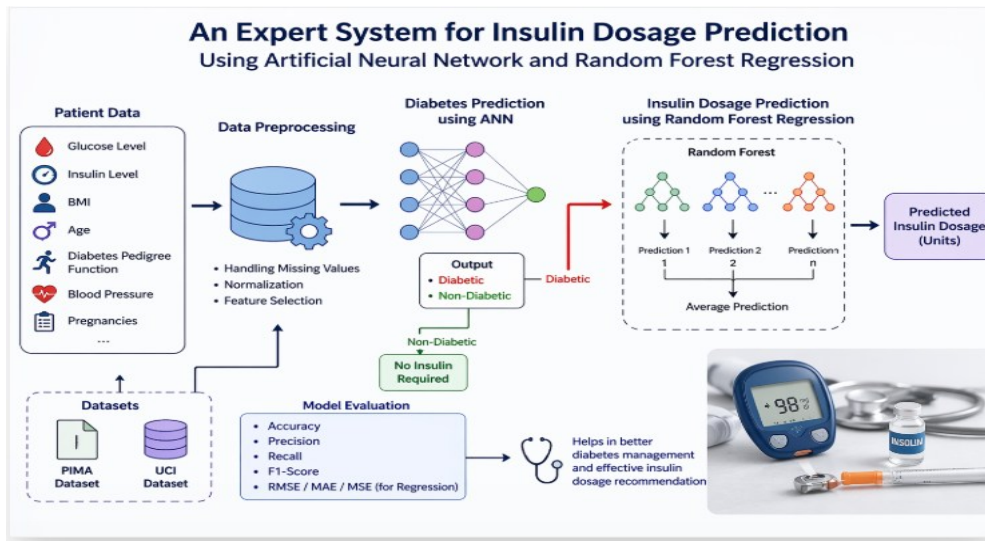 An Expert System for Insulin Dosage Prediction
Using Artificial Neural Network and Random Forest Regression
Patient Data
Glucose Level
Insulin Level
BMI
Age
Diabetes Pedigree
Function
Blood Pressure
Pregnancies
...
Data Preprocessing
• Handling Missing Values
• Normalization
• Feature Selection
Diabetes Prediction
using ANN
Output
• Diabetic
• Non-Diabetic
Diabetic
Non-Diabetic
No Insulin
Required
Insulin Dosage Prediction
using Random Forest Regression
Random Forest
...
Prediction 1
1
Prediction 2
2
Predictionn
n
Average Prediction
Predicted
Insulin Dosage
(Units)
Datasets
PIMA
Dataset
UCI
Dataset
Model Evaluation
• Accuracy
• Precision
• Recall
• F1-Score
• RMSE / MAE / MSE (for Regression)
Helps in better
diabetes management
and effective insulin
dosage recommendation
98
INSOLIM